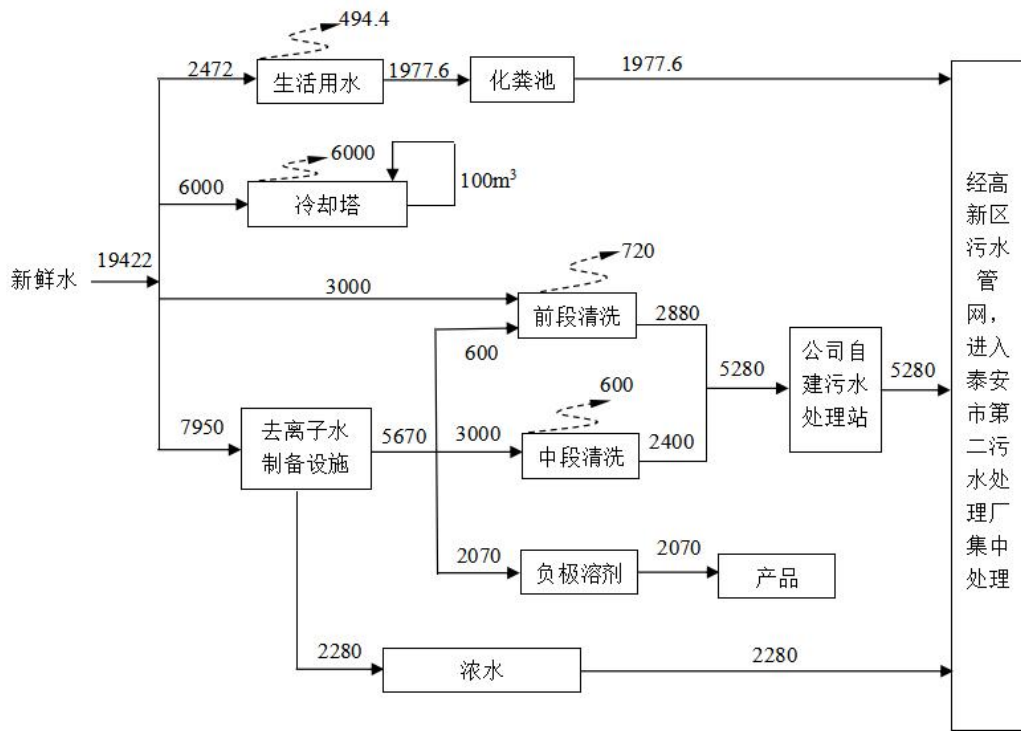 494.4
2472
生活用水
1977.6
化粪池
1977.6
6000
6000
冷却塔
100m³
新鲜水
19422
3000
720
前段清洗
2880
600
公司自
建污水
处理站
5280
5280
7950
去离子水
制备设施
5670
3000
600
中段清洗
2400
2070
负极溶剂
2070
产品
2280
浓水
2280
经高
新区
污水
管
网，
进入
泰安
市第
二污
水处
理厂
集中
处理